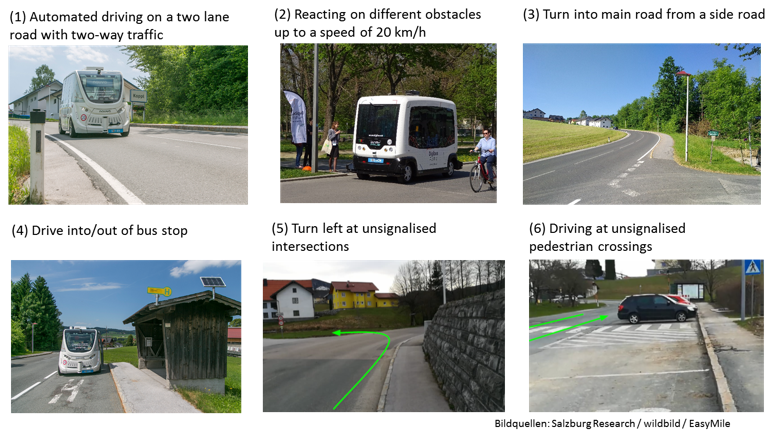 (1) Automated driving on a two lane
road with two-way traffic
(2) Reacting on different obstacles
up to a speed of 20 km/h
(3) Turn into main road from a side road
(4) Drive into/out of bus stop
(5) Turn left at unsignalised
intersections
(6) Driving at unsignalised
pedestrian crossings
Bildquellen: Salzburg Research / wildbild / EasyMile